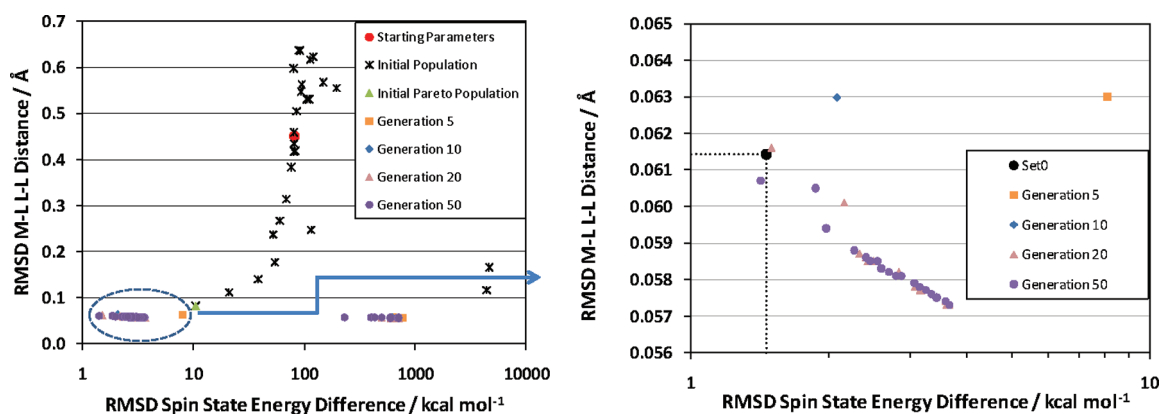 RMSD M-L L-L Distance / Å
0.7
0.6
0.5
0.4
0.3
0.2
0.1
0.0
1
10
100
1000
10000
RMSD Spin State Energy Difference / kcal mol⁻¹
Starting Parameters
Initial Population
Initial Pareto Population
Generation 5
Generation 10
Generation 20
Generation 50
RMSD M-L L-L Distance / Å
0.065
0.064
0.063
0.062
0.061
0.060
0.059
0.058
0.057
0.056
1
10
RMSD Spin State Energy Difference / kcal mol⁻¹
Set0
Generation 5
Generation 10
Generation 20
Generation 50